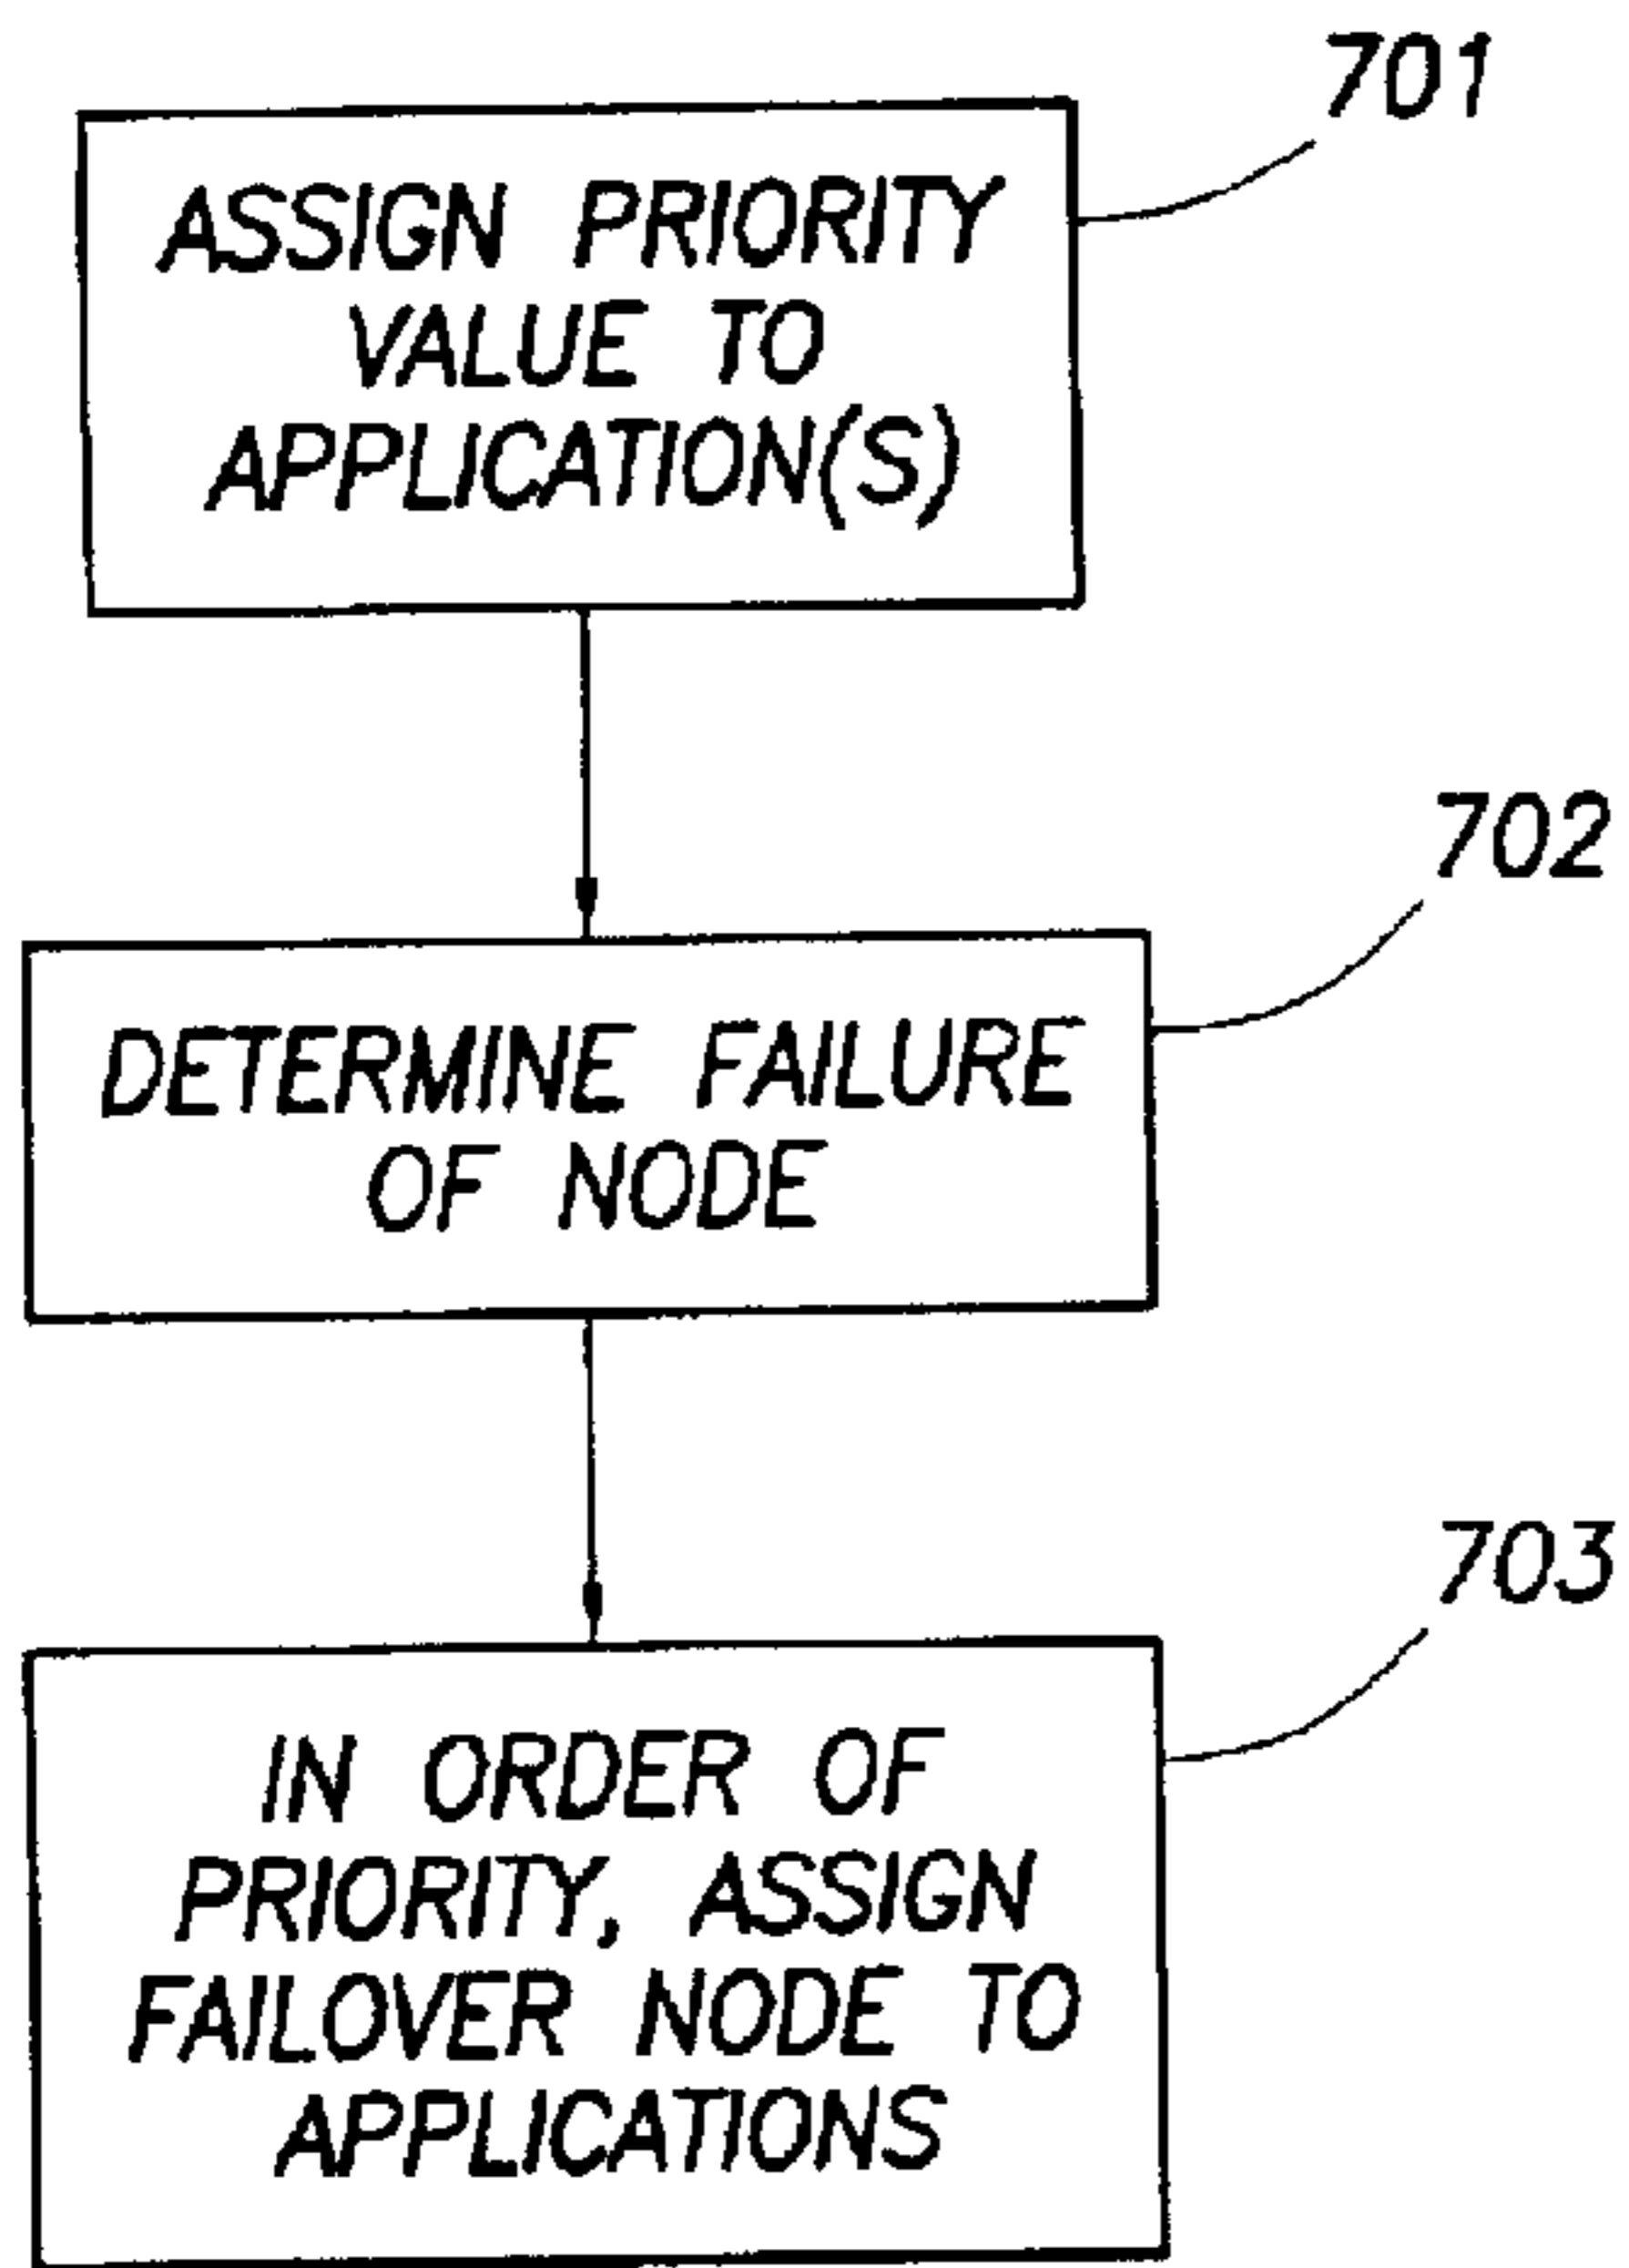 701
ASSIGN PRIORITY
VALUE TO
APPLICATION(S)
702
DETERMINE FAILURE
OF NODE
703
IN ORDER OF
PRIORITY, ASSIGN
FAILOVER NODE TO
APPLICATIONS